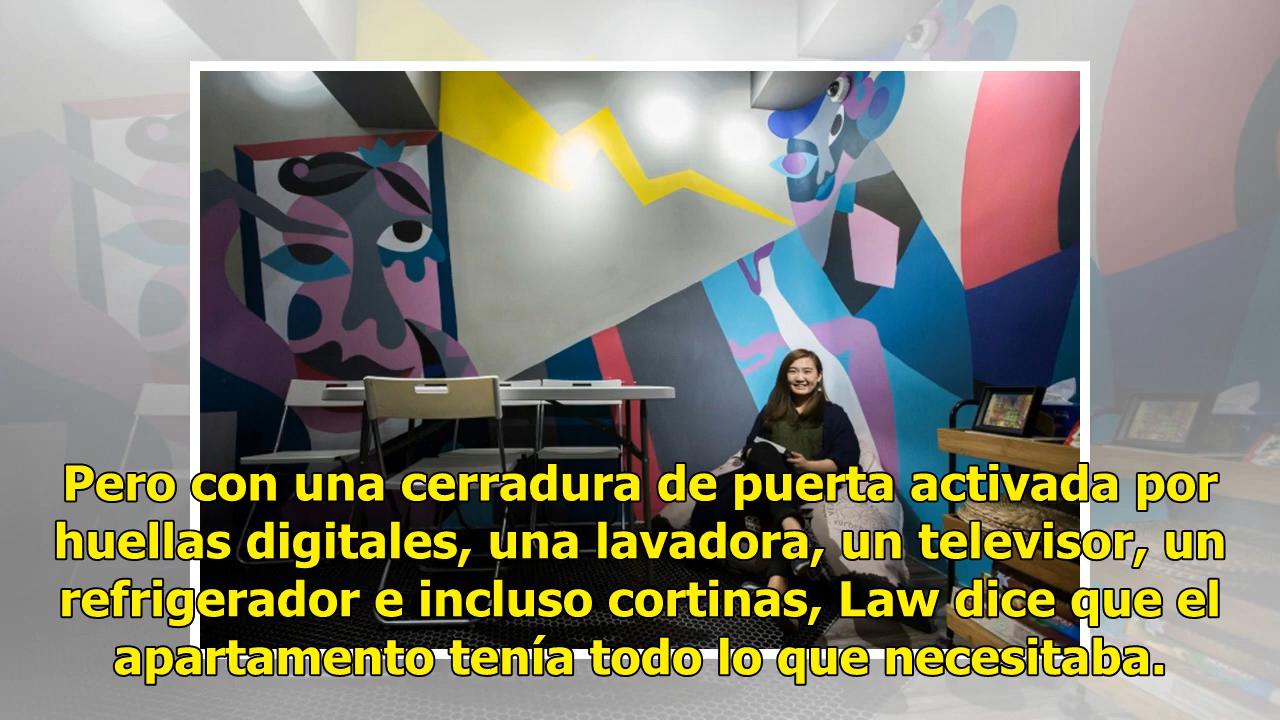 Pero con una cerradura de puerta activada por
huellas digitales, una lavadora, un televisor, un
refrigerador e incluso cortinas, Law dice que el
apartamento tenía todo lo que necesitaba.